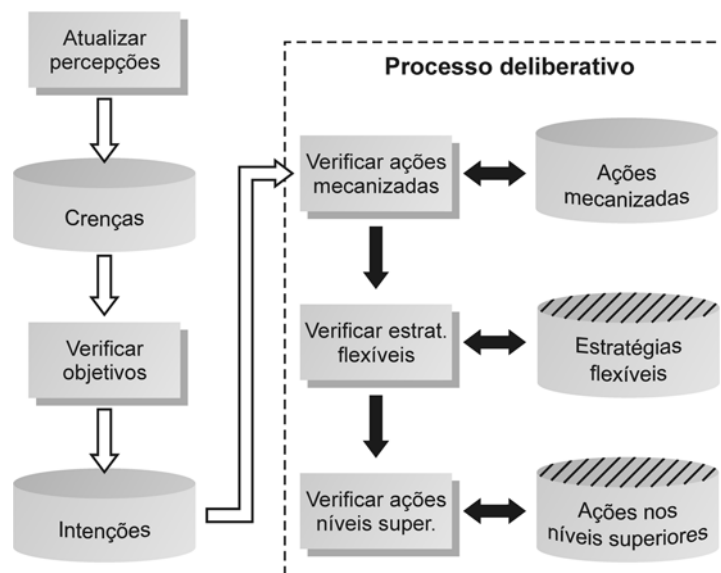 Atualizar
percepções
Crenças
Verificar
objetivos
Intenções
Processo deliberativo
Verificar ações
mecanizadas
Ações
mecanizadas
Verificar estrat.
flexíveis
Estratégias
flexíveis
Verificar ações
níveis super.
Ações nos
níveis superiores